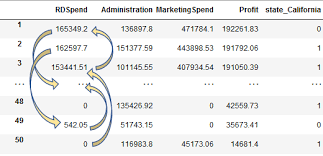 RDSpend Administration MarketingSpend Profit state_California
1 165349.2 136897.8 471784.1 192261.83 0
2 162597.7 151377.59 443898.53 191792.06 1
3 153441.51 101145.55 407934.54 191050.39 1
... ... ... ... ... ...
48 0 135426.92 0 42559.73 1
49 542.05 51743.15 0 35673.41 0
50 0 116983.8 45173.06 14681.4 1